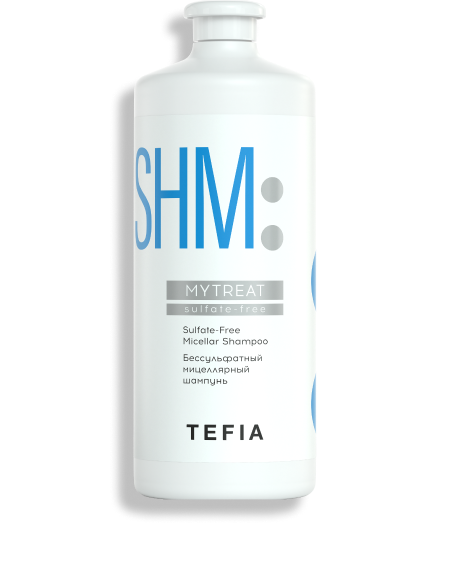 SHM:
MYTREAT
sulfate-free
Sulfate-Free
Micellar Shampoo
Бессульфатный
мицеллярный
шампунь
TEFIA